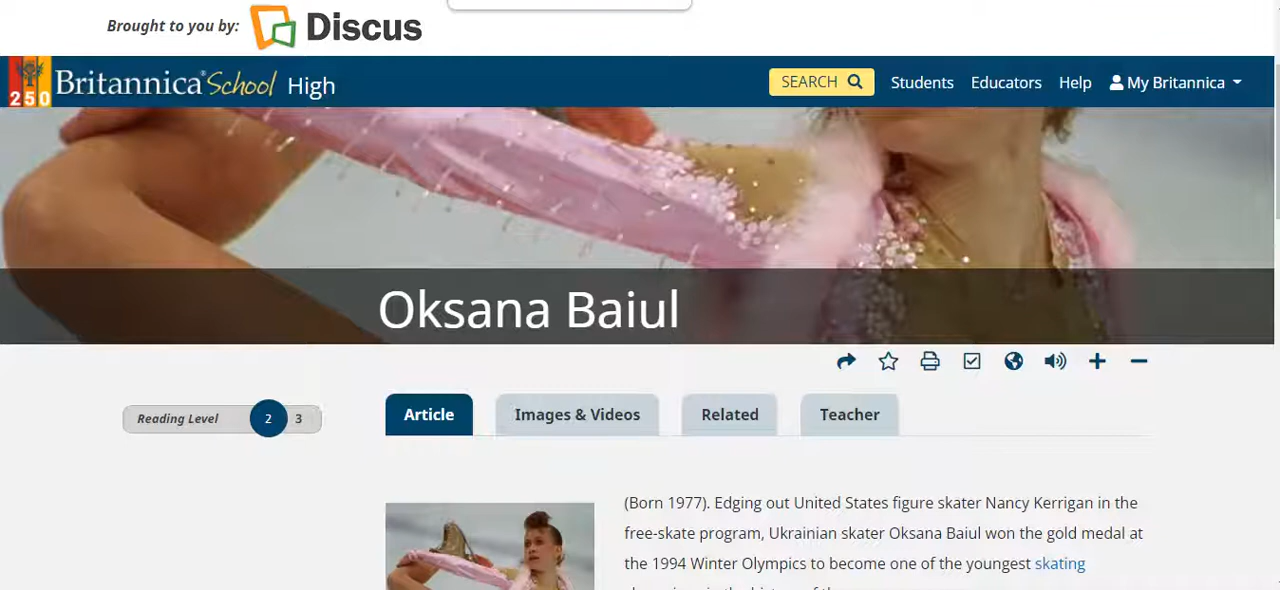 Brought to you by: Discus
250 Britannica School High SEARCH Students Educators Help My Britannica
Oksana Baiul
Reading Level 2 3
Article Images & Videos Related Teacher
(Born 1977). Edging out United States figure skater Nancy Kerrigan in the
free-skate program, Ukrainian skater Oksana Baiul won the gold medal at
the 1994 Winter Olympics to become one of the youngest skating